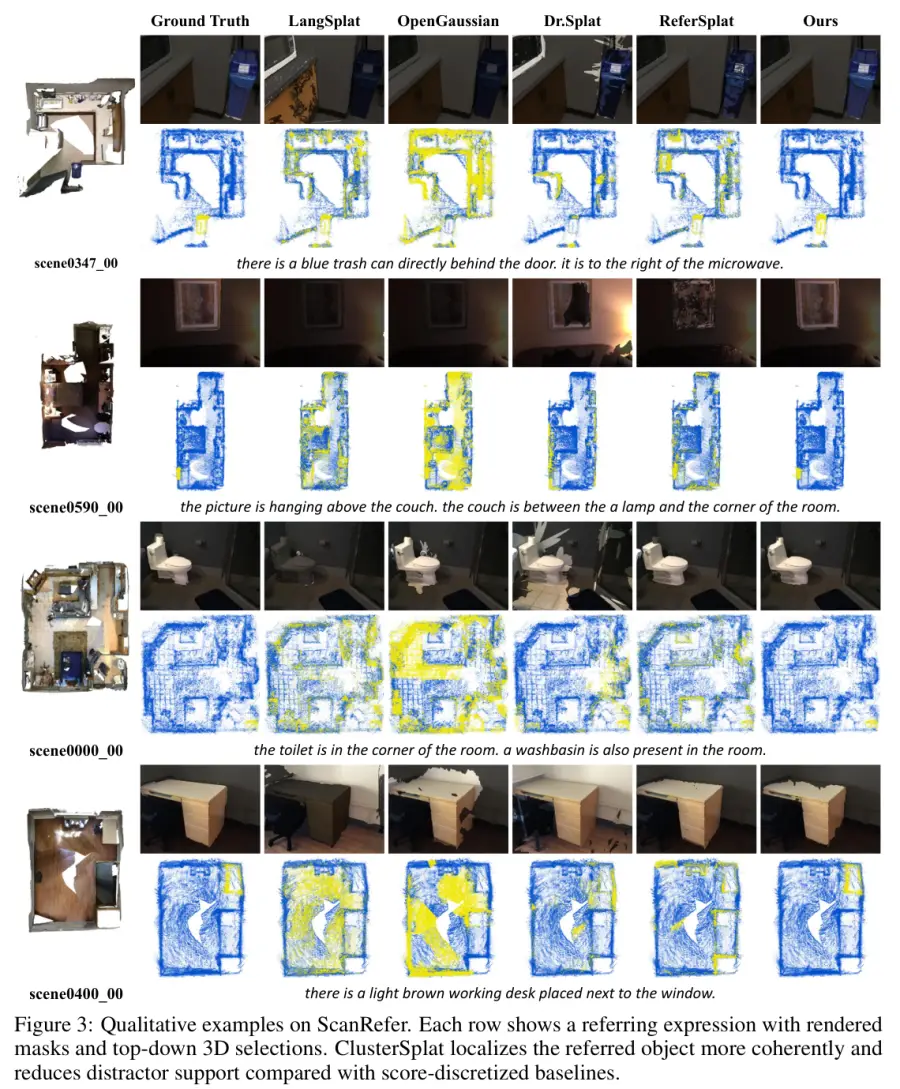 Ground Truth LangSplat OpenGaussian Dr.Splat ReferSplat Ours
scene0347_00
there is a blue trash can directly behind the door. it is to the right of the microwave.
scene0590_00
the picture is hanging above the couch. the couch is between the a lamp and the corner of the room.
scene0000_00
the toilet is in the corner of the room. a washbasin is also present in the room.
scene0400_00
there is a light brown working desk placed next to the window.
Figure 3: Qualitative examples on ScanRefer. Each row shows a referring expression with rendered
masks and top-down 3D selections. ClusterSplat localizes the referred object more coherently and
reduces distractor support compared with score-discretized baselines.